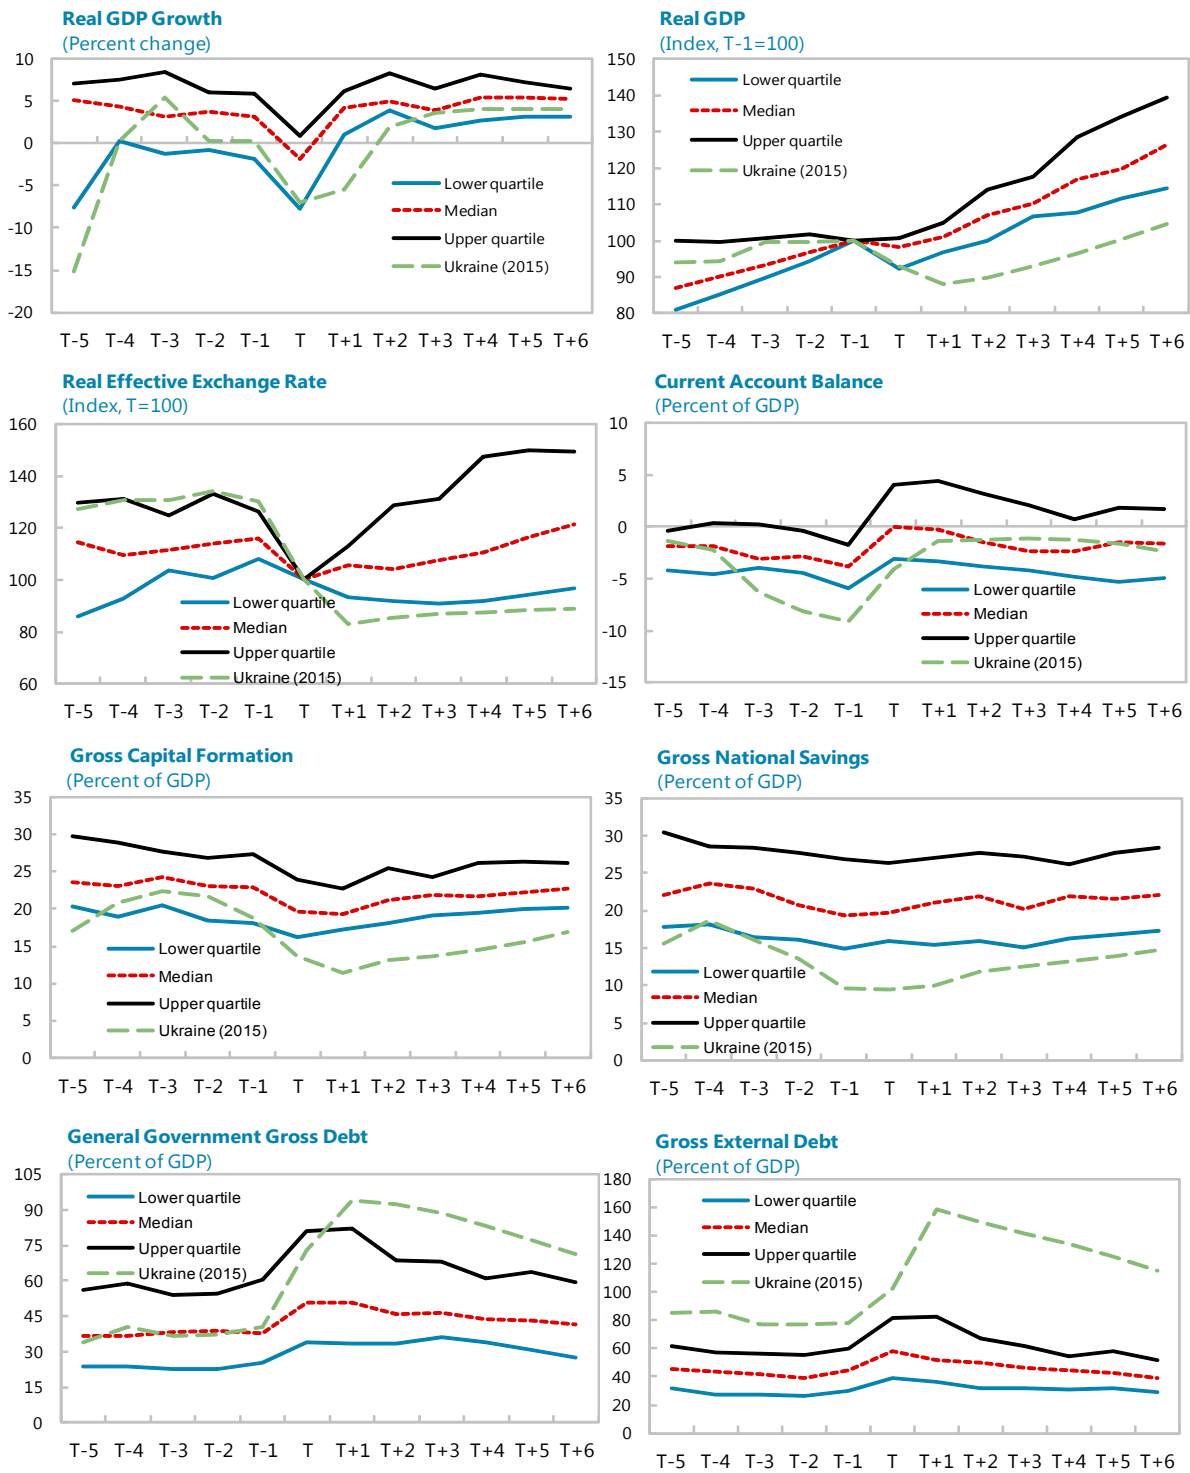 Real GDP Growth
(Percent change)
10
5
0
-5
-10
-15
-20
Lower quartile
Median
Upper quartile
Ukraine (2015)
T-5 T-4 T-3 T-2 T-1 T T+1 T+2 T+3 T+4 T+5 T+6
Real GDP
(Index, T-1=100)
150
140
130
120
110
100
90
80
Lower quartile
Median
Upper quartile
Ukraine (2015)
T-5 T-4 T-3 T-2 T-1 T T+1 T+2 T+3 T+4 T+5 T+6
Real Effective Exchange Rate
(Index, T=100)
160
140
120
100
80
60
Lower quartile
Median
Upper quartile
Ukraine (2015)
T-5 T-4 T-3 T-2 T-1 T T+1 T+2 T+3 T+4 T+5 T+6
Current Account Balance
(Percent of GDP)
10
5
0
-5
-10
-15
Lower quartile
Median
Upper quartile
Ukraine (2015)
T-5 T-4 T-3 T-2 T-1 T T+1 T+2 T+3 T+4 T+5 T+6
Gross Capital Formation
(Percent of GDP)
35
30
25
20
15
10
5
0
Lower quartile
Median
Upper quartile
Ukraine (2015)
T-5 T-4 T-3 T-2 T-1 T T+1 T+2 T+3 T+4 T+5 T+6
Gross National Savings
(Percent of GDP)
35
30
25
20
15
10
5
0
Lower quartile
Median
Upper quartile
Ukraine (2015)
T-5 T-4 T-3 T-2 T-1 T T+1 T+2 T+3 T+4 T+5 T+6
General Government Gross Debt
(Percent of GDP)
105
90
75
60
45
30
15
0
Lower quartile
Median
Upper quartile
Ukraine (2015)
T-5 T-4 T-3 T-2 T-1 T T+1 T+2 T+3 T+4 T+5 T+6
Gross External Debt
(Percent of GDP)
180
160
140
120
100
80
60
40
20
0
Lower quartile
Median
Upper quartile
Ukraine (2015)
T-5 T-4 T-3 T-2 T-1 T T+1 T+2 T+3 T+4 T+5 T+6